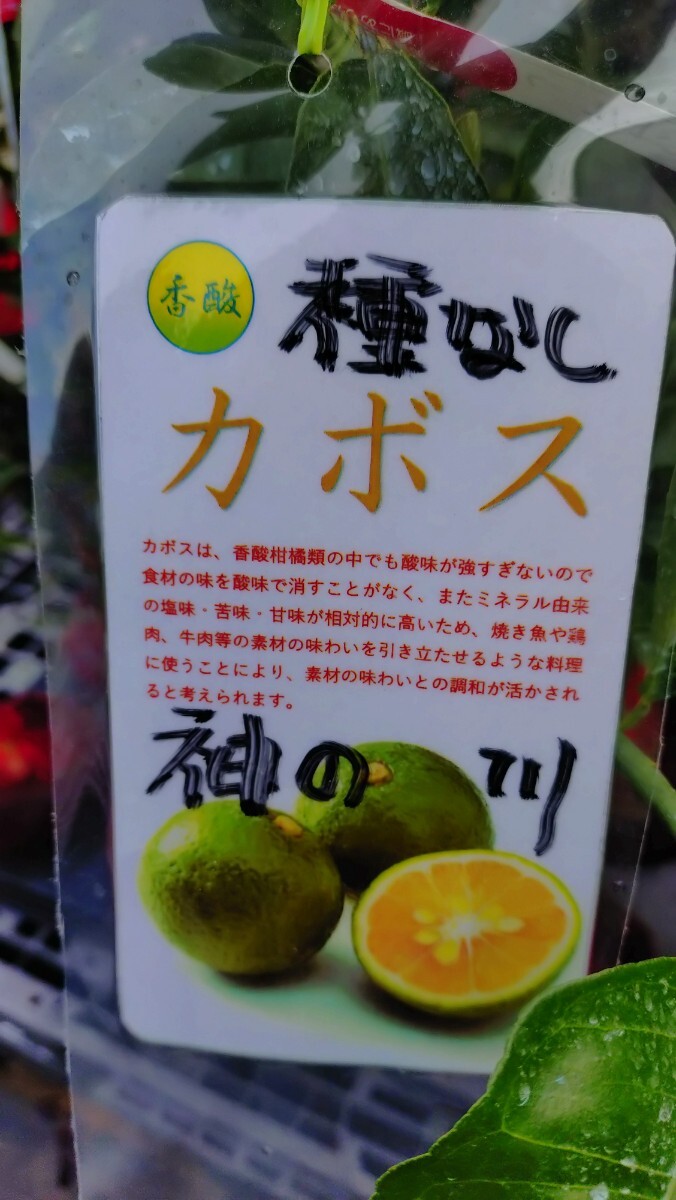 香酸
種なし
カボス
カボスは、香酸柑橘類の中でも酸味が強すぎないので
食材の味を酸味で消すことがなく、またミネラル由来
の塩味・苦味・甘味が相対的に高いため、焼き魚や鶏
肉、牛肉等の素材の味わいを引き立たせるような料理
に使うことにより、素材の味わいとの調和が活かされ
ると考えられます。
神の川